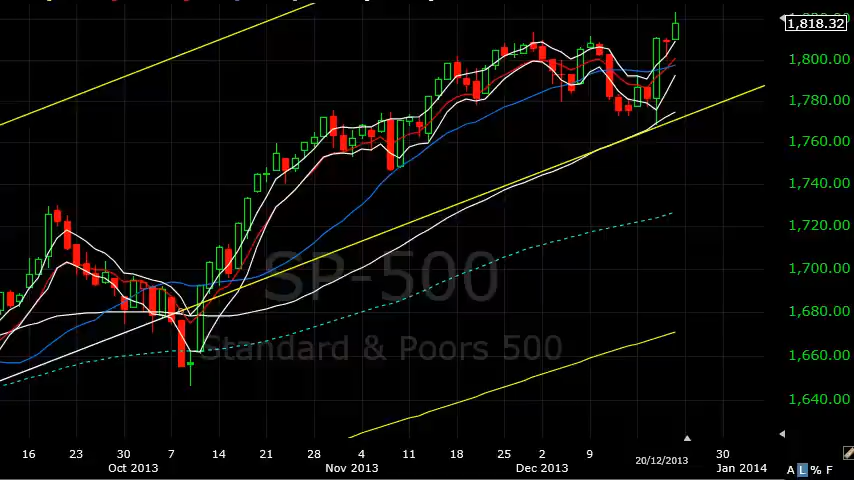 1,818.32
1,800.00
1,780.00
1,760.00
1,740.00
1,720.00
1,700.00
1,680.00
1,660.00
1,640.00
SP-500
Standard & Poors 500
16 23 30 7 14 21 28 4 11 18 25 2 9 20/12/2013 30
Oct 2013 Nov 2013 Dec 2013 Jan 2014
A L % F